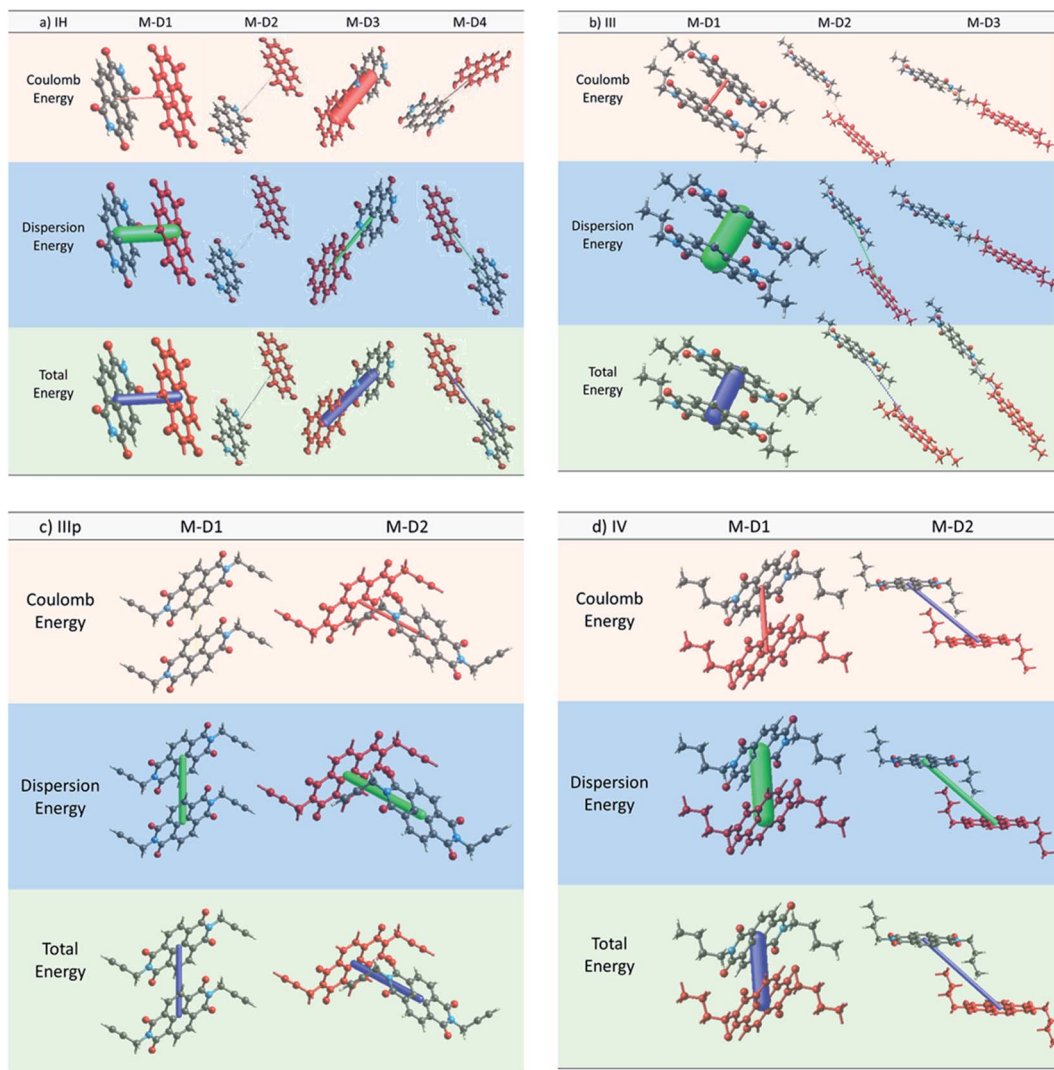 a) IH M-D1 M-D2 M-D3 M-D4
Coulomb
Energy
Dispersion
Energy
Total
Energy
b) III M-D1 M-D2 M-D3
Coulomb
Energy
Dispersion
Energy
Total
Energy
c) IIIp M-D1 M-D2
Coulomb
Energy
Dispersion
Energy
Total
Energy
d) IV M-D1 M-D2
Coulomb
Energy
Dispersion
Energy
Total
Energy